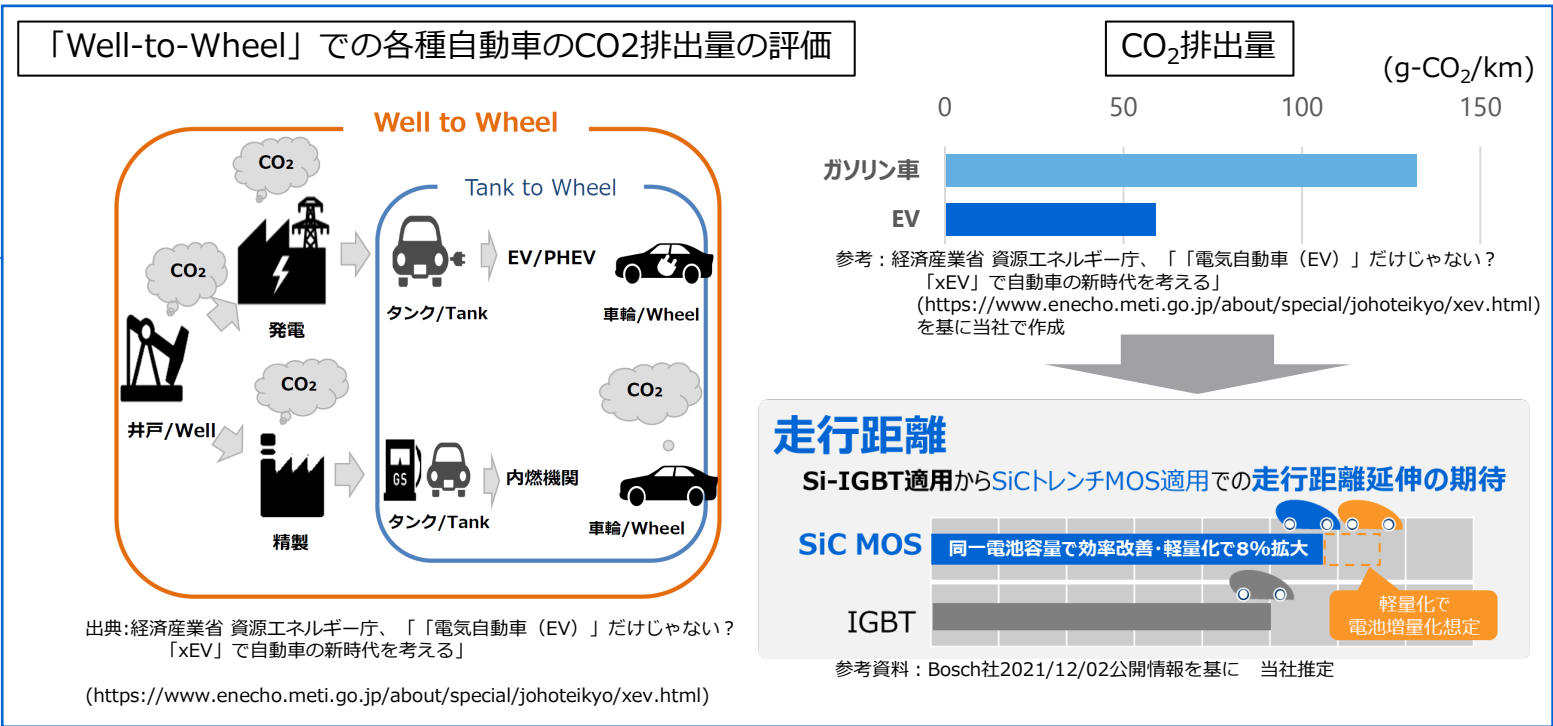 「Well-to-Wheel」での各種自動車のCO2排出量の評価
Well to Wheel
Tank to Wheel
CO₂
CO₂
発電
タンク/Tank
EV/PHEV
車輪/Wheel
井戸/Well
CO₂
精製
GS
タンク/Tank
内燃機関
CO₂
車輪/Wheel
出典:経済産業省 資源エネルギー庁、「「電気自動車（EV）」だけじゃない？
「xEV」で自動車の新時代を考える」
(https://www.enecho.meti.go.jp/about/special/johoteikyo/xev.html)
CO₂排出量
(g-CO₂/km)
0 50 100 150
ガソリン車
EV
参考：経済産業省 資源エネルギー庁、「「電気自動車（EV）」だけじゃない？
「xEV」で自動車の新時代を考える」
(https://www.enecho.meti.go.jp/about/special/johoteikyo/xev.html)
を基に当社で作成
走行距離
Si-IGBT適用からSiCトレンチMOS適用での走行距離延伸の期待
SiC MOS
同一電池容量で効率改善・軽量化で8%拡大
IGBT
軽量化で
電池増量化想定
参考資料：Bosch社2021/12/02公開情報を基に 当社推定